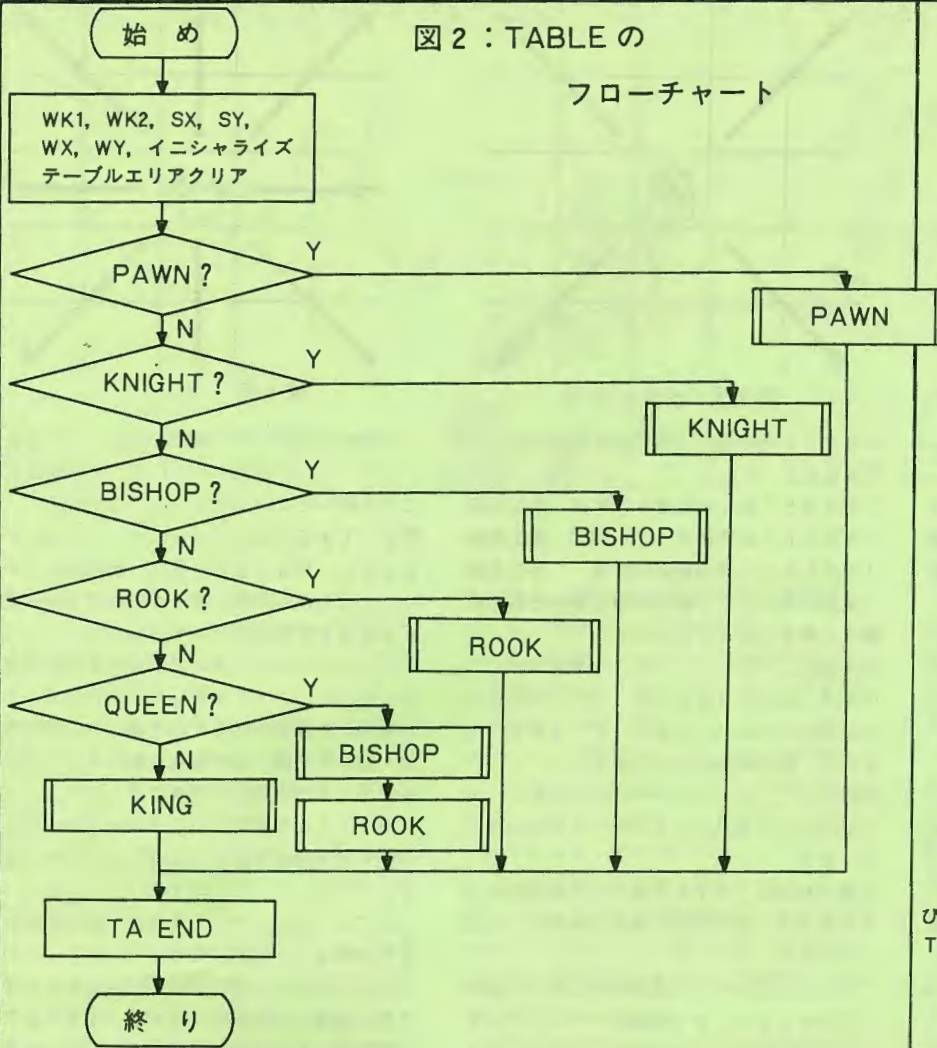 図2：TABLEの
フローチャート
始 め
WK1, WK2, SX, SY,
WX, WY, イニシャライズ
テーブルエリアクリア
PAWN？
Y
N
PAWN
KNIGHT？
Y
N
KNIGHT
BISHOP？
Y
N
BISHOP
ROOK？
Y
N
ROOK
QUEEN？
Y
N
BISHOP
ROOK
KING
TA END
終 り
び
T